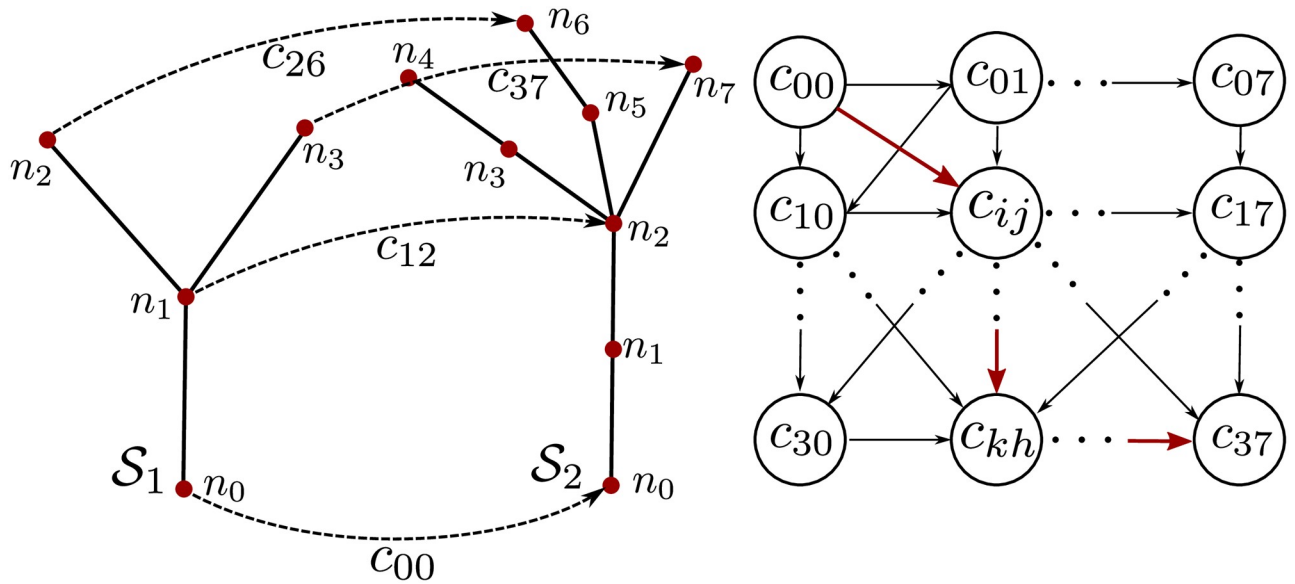 n₆
c₂₆
n₄
c₃₇
n₇
n₅
n₂
n₃
n₃
n₂
c₁₂
n₁
n₁
𝒮₁
n₀
𝒮₂
n₀
c₀₀
c₀₀ c₀₁ ··· c₀₇
c₁₀ cᵢⱼ ··· c₁₇
c₃₀ cₖₕ ··· c₃₇